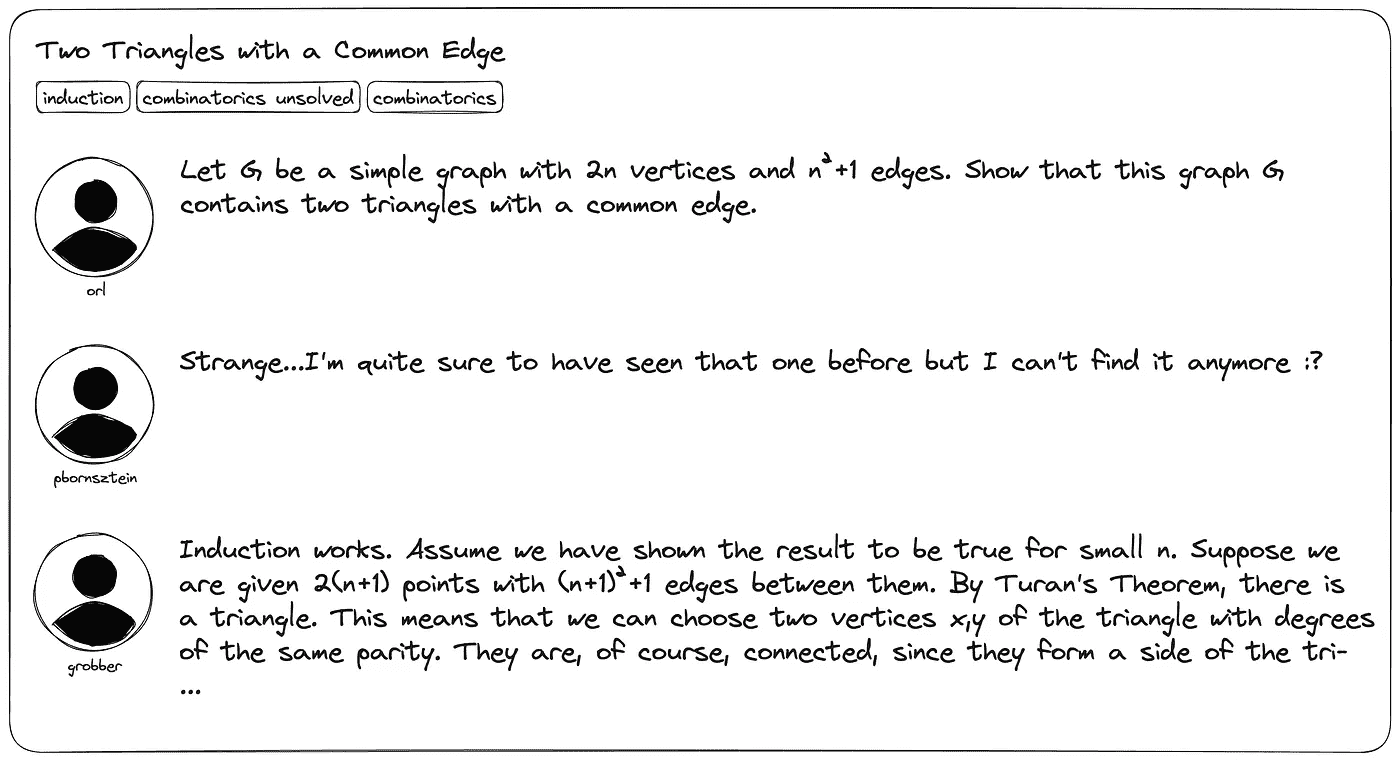 Two Triangles with a Common Edge
induction combinatorics unsolved combinatorics
Let G be a simple graph with 2n vertices and n²+1 edges. Show that this graph G
contains two triangles with a common edge.
orl
Strange...I'm quite sure to have seen that one before but I can't find it anymore :?
pbornsztein
Induction works. Assume we have shown the result to be true for small n. Suppose we
are given 2(n+1) points with (n+1)²+1 edges between them. By Turan's Theorem, there is
a triangle. This means that we can choose two vertices x,y of the triangle with degrees
of the same parity. They are, of course, connected, since they form a side of the tri-
...
grobber